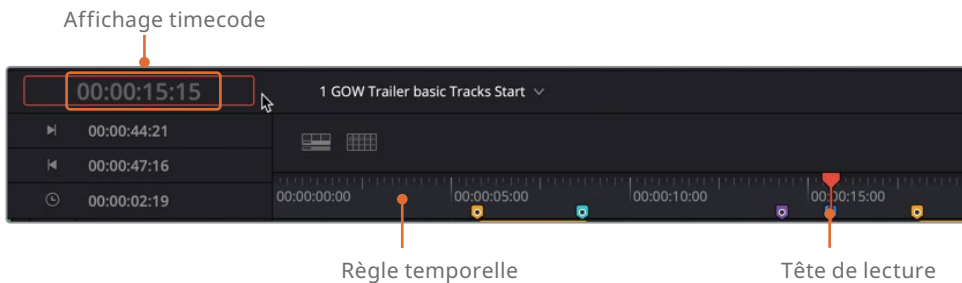 Affichage timecode
00:00:15:15
1 GOW Trailer basic Tracks Start
00:00:44:21
00:00:47:16
00:00:02:19
00:00:00:00 00:00:05:00 00:00:10:00 00:00:15:00
Règle temporelle
Tête de lecture